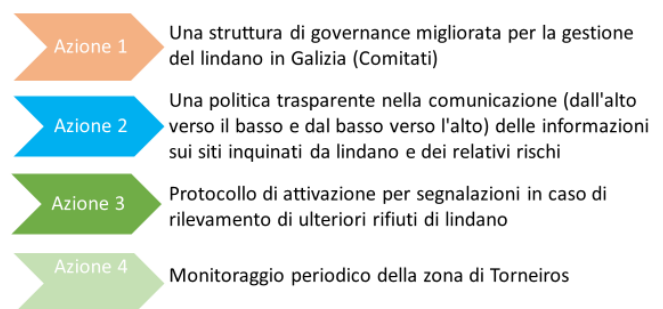 Azione 1
Una struttura di governance migliorata per la gestione
del lindano in Galizia (Comitati)
Azione 2
Una politica trasparente nella comunicazione (dall'alto
verso il basso e dal basso verso l'alto) delle informazioni
sui siti inquinati da lindano e dei relativi rischi
Azione 3
Protocollo di attivazione per segnalazioni in caso di
rilevamento di ulteriori rifiuti di lindano
Azione 4
Monitoraggio periodico della zona di Torneiros